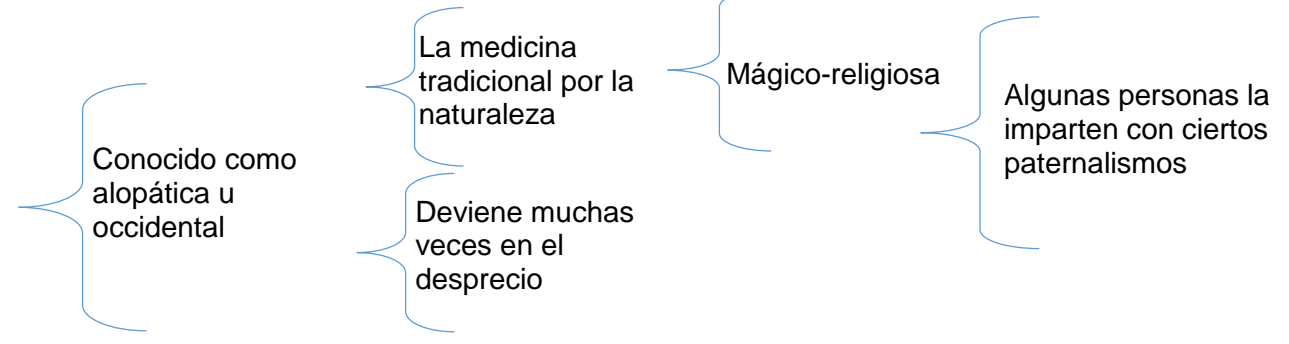 Conocido como
alopática u
occidental
La medicina
tradicional por la
naturaleza
Deviene muchas
veces en el
desprecio
Mágico-religiosa
Algunas personas la
imparten con ciertos
paternalismos